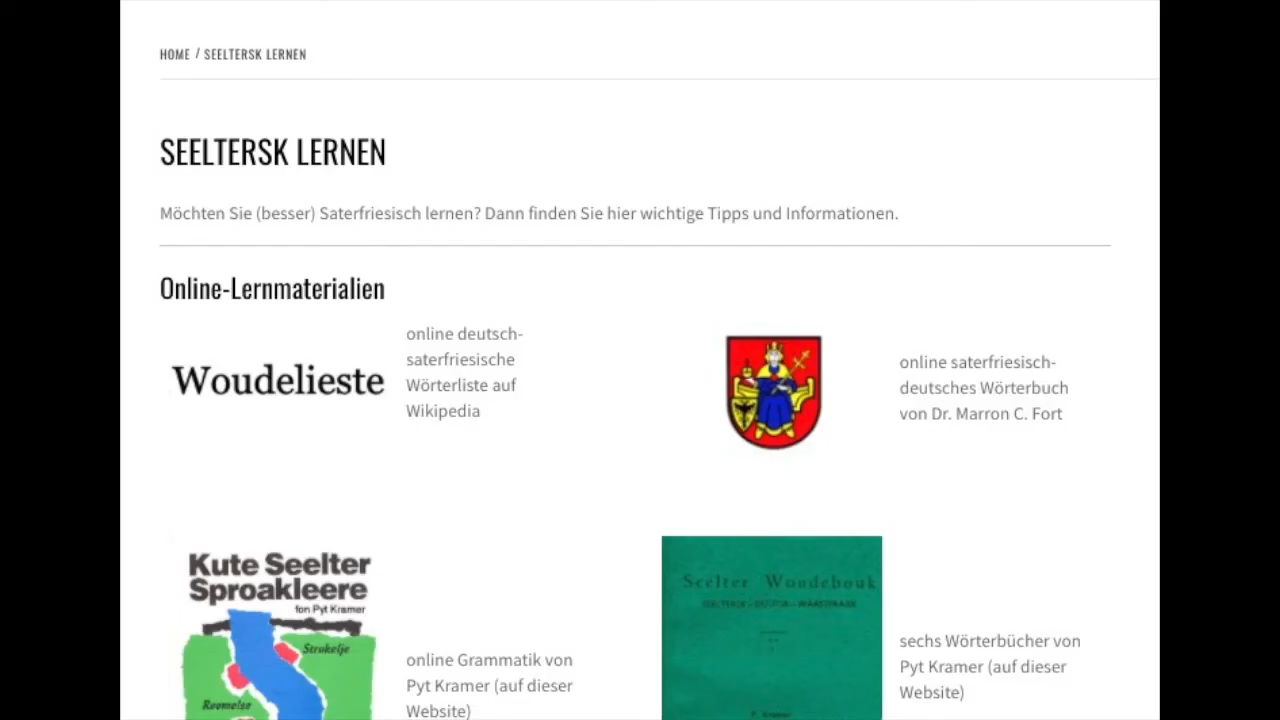 HOME / SEELTERSK LERNEN
SEELTERSK LERNEN
Möchten Sie (besser) Saterfriesisch lernen? Dann finden Sie hier wichtige Tipps und Informationen.
Online-Lernmaterialien
Woudelieste
online deutsch-
saterfriesische
Wörterliste auf
Wikipedia
online saterfriesisch-
deutsches Wörterbuch
von Dr. Marron C. Fort
Kute Seelter
Sproakleere
fon Pyt Kramer
Strukelje
Roomelse
online Grammatik von
Pyt Kramer (auf dieser
Website)
Seelter Woudebouk
P. Kramer
sechs Wörterbücher von
Pyt Kramer (auf dieser
Website)